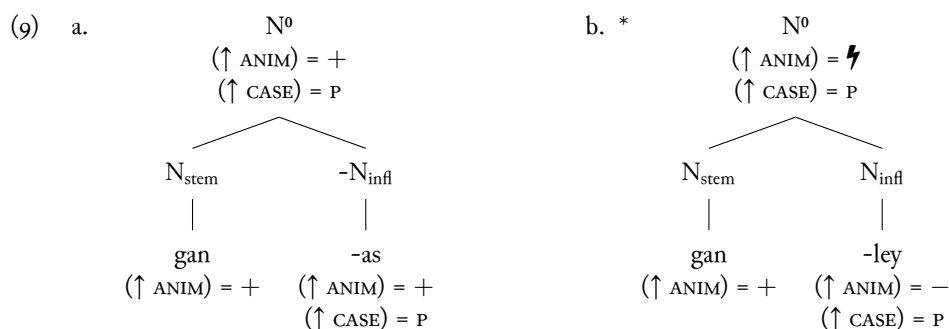 (9) a. N⁰ b. * N⁰
(↑ ANIM) = + (↑ ANIM) = ⚡
(↑ CASE) = P (↑ CASE) = P
N_stem -N_infl N_stem N_infl
gan -as gan -ley
(↑ ANIM) = + (↑ ANIM) = + (↑ ANIM) = + (↑ ANIM) = −
(↑ CASE) = P (↑ CASE) = P